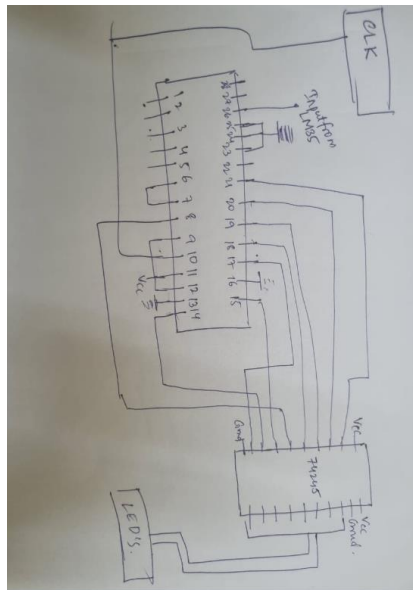 CLK
Input from
LM35
28 27 26 25 24 23 22 21 20 19 18 17 16 15
1 2 3 4 5 6 7 8 9 10 11 12 13 14
Vcc
Gnd
Vcc
74245
Vcc
Gnd.
LED'S.